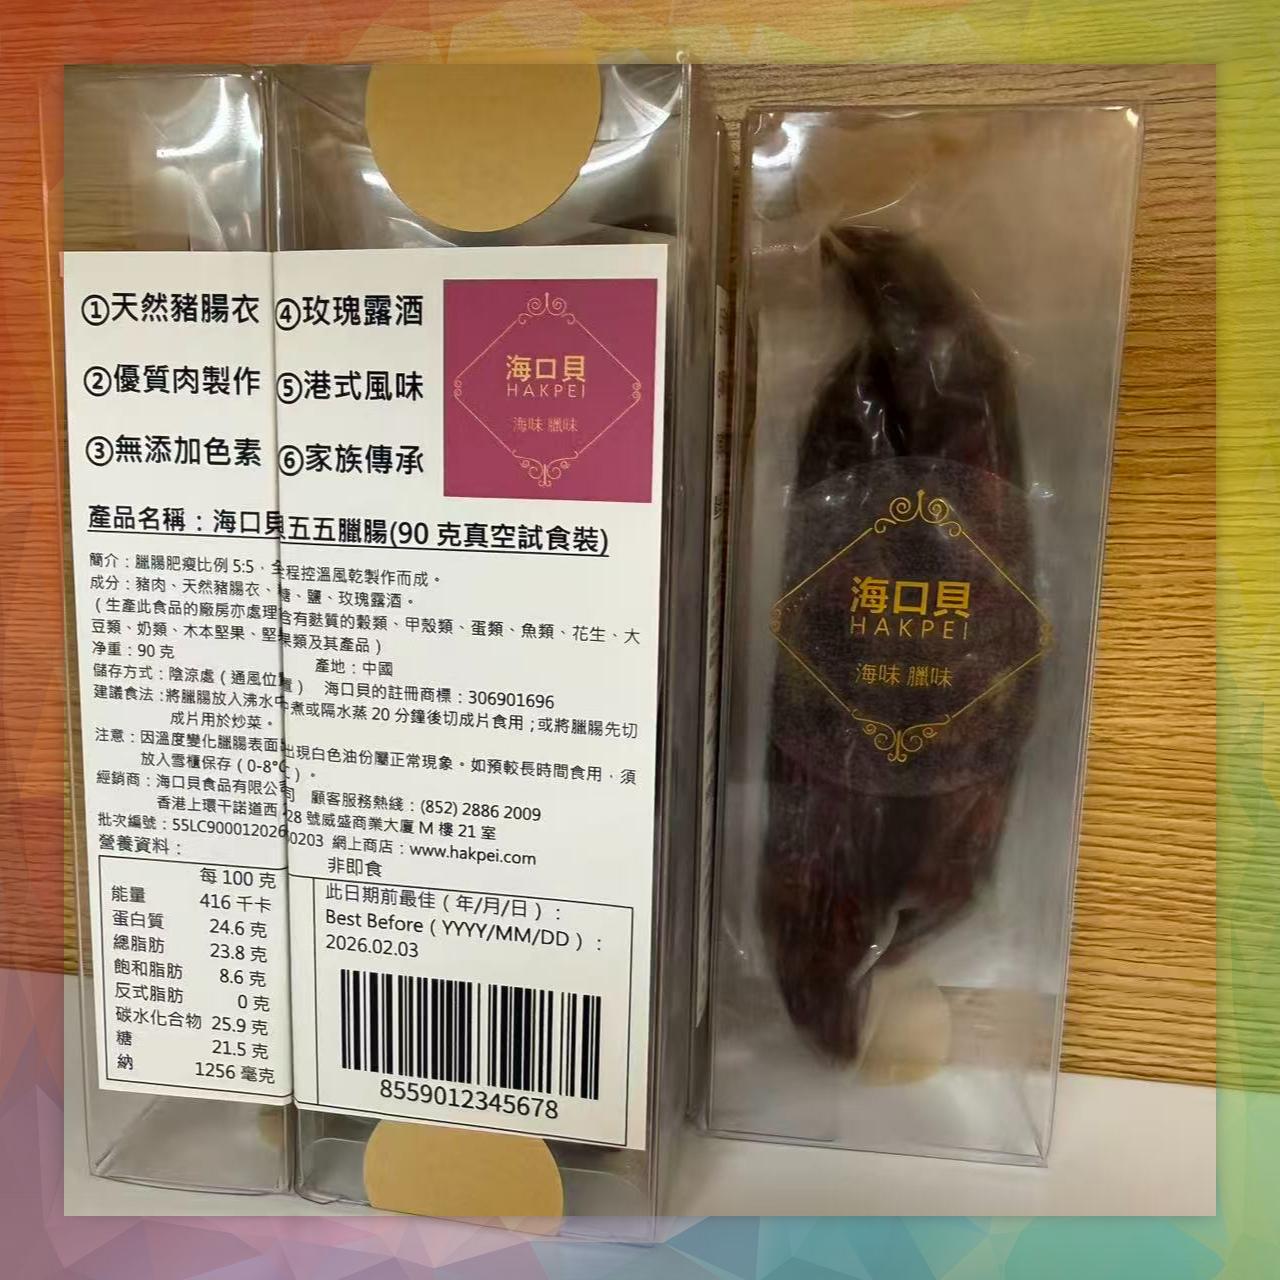 ①天然豬腸衣 ④玫瑰露酒
②優質肉製作 ⑤港式風味
③無添加色素 ⑥家族傳承
海口貝
HAKPEI
海味 臘味
產品名稱：海口貝五五臘腸(90 克真空試食裝)
簡介：臘腸肥瘦比例 5:5，全程控溫風乾製作而成。
成分：豬肉、天然豬腸衣、糖、鹽、玫瑰露酒。
（生產此食品的廠房亦處理含有麩質的穀類、甲殼類、蛋類、魚類、花生、大
豆類、奶類、木本堅果、堅果類及其產品）
淨重：90 克 產地：中國
儲存方式：陰涼處（通風位置） 海口貝的註冊商標：306901696
建議食法：將臘腸放入沸水中煮或隔水蒸 20 分鐘後切成片食用；或將臘腸先切
成片用於炒菜。
注意：因溫度變化臘腸表面出現白色油份屬正常現象。如預較長時間食用，須
放入雪櫃保存（0-8°C）。
經銷商：海口貝食品有限公司 顧客服務熱綫：(852) 2886 2009
香港上環干諾道西 28 號威盛商業大廈 M 樓 21 室
批次編號：55LC9000120260203 網上商店：www.hakpei.com
營養資料： 非即食
每 100 克
能量 416 千卡
蛋白質 24.6 克
總脂肪 23.8 克
飽和脂肪 8.6 克
反式脂肪 0 克
碳水化合物 25.9 克
糖 21.5 克
納 1256 毫克
此日期前最佳（年/月/日）：
Best Before（YYYY/MM/DD）：
2026.02.03
8559012345678
海口貝
HAKPEI
海味 臘味